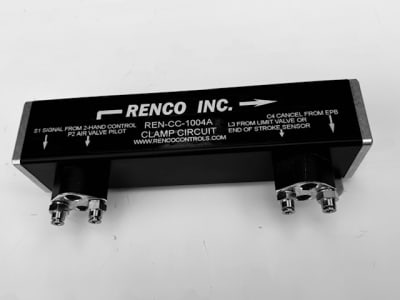 RENCO INC.
REN-CC-1004A
S1 SIGNAL FROM 2-HAND CONTROL
P2 AIR VALVE PILOT
CLAMP CIRCUIT
WWW.RENCOCONTROLS.COM
C4 CANCEL FROM EPB
L3 FROM LIMIT VALVE OR
END OF STROKE SENSOR